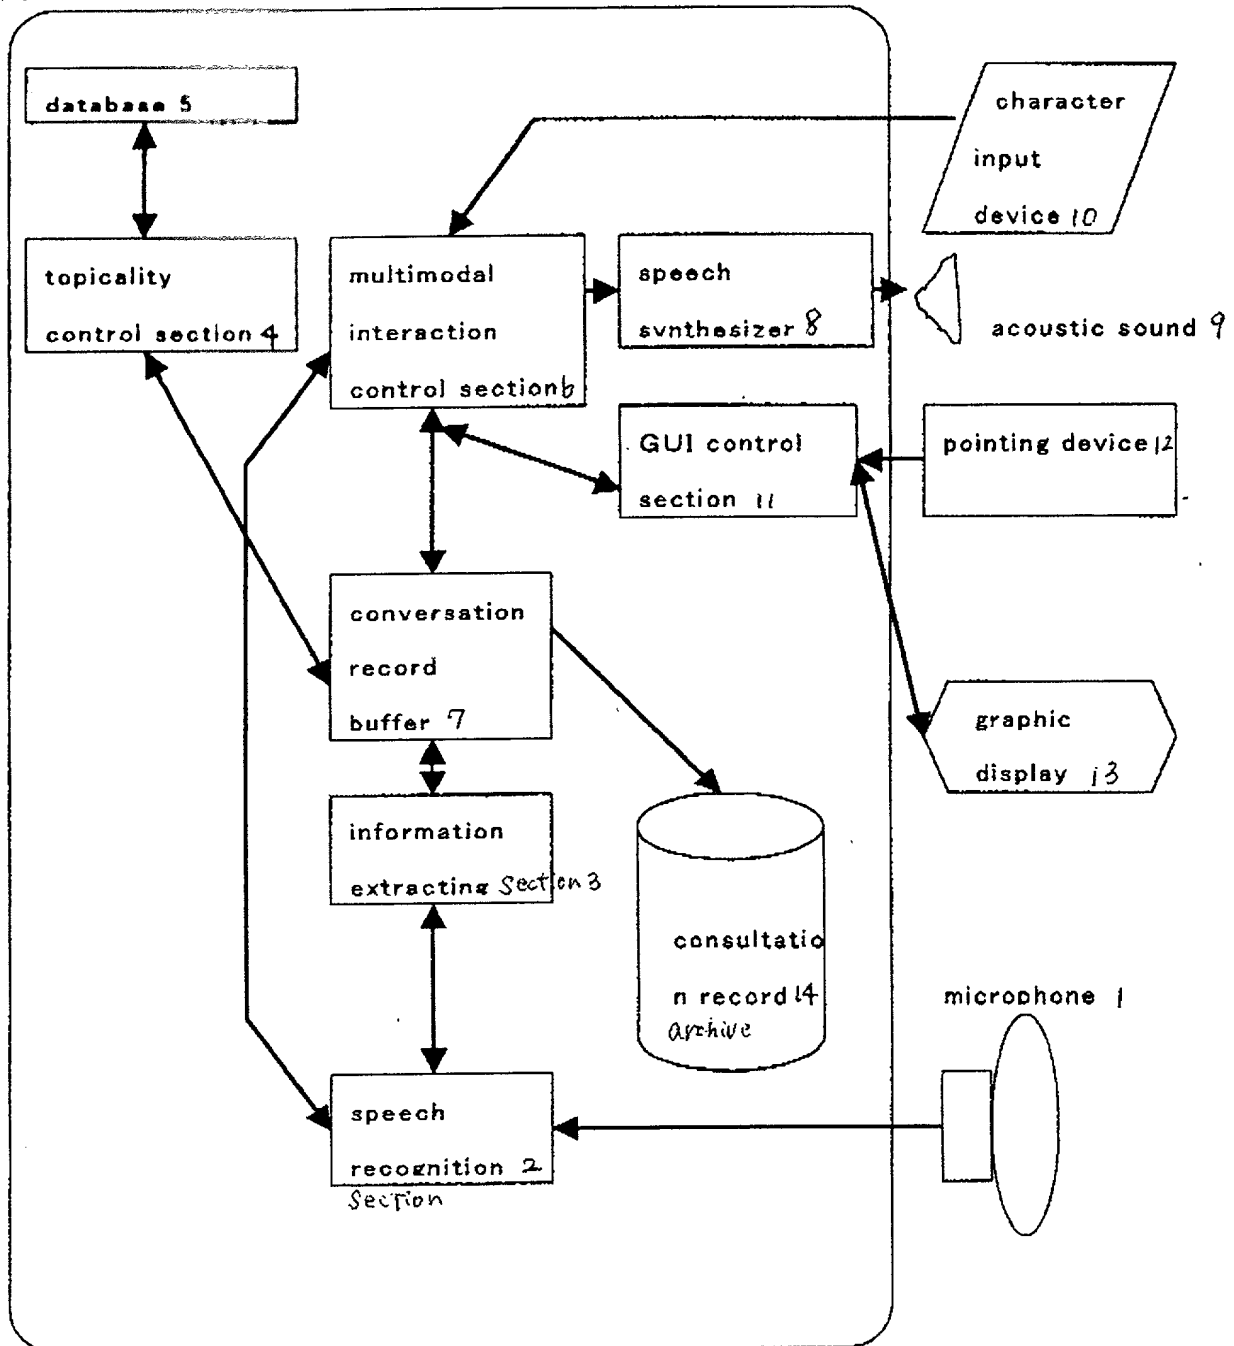 database 5
character
input
device 10
topicality
control section 4
multimodal
interaction
control section 6
speech
synthesizer 8
acoustic sound 9
GUI control
section 11
pointing device 12
conversation
record
buffer 7
graphic
display 13
information
extracting section 3
consultatio
n record 14
archive
microphone 1
speech
recognition 2
section